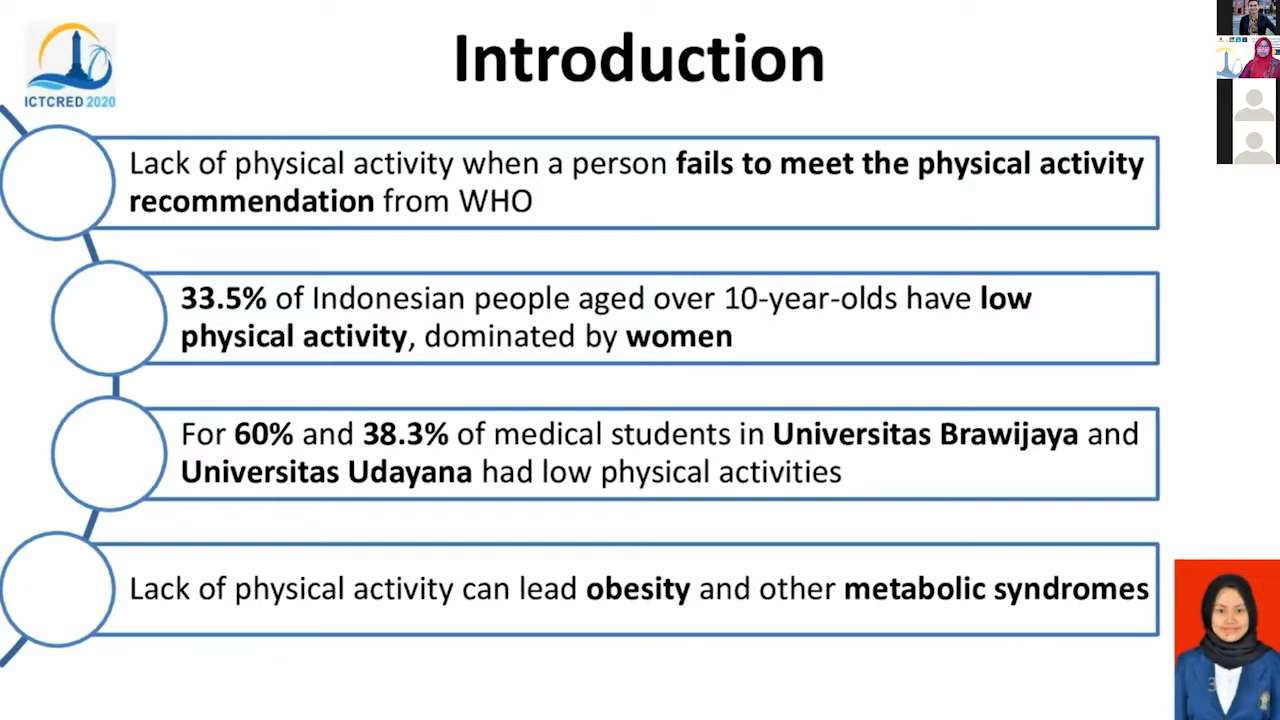 ICTCRED 2020
Introduction
Lack of physical activity when a person fails to meet the physical activity
recommendation from WHO
33.5% of Indonesian people aged over 10-year-olds have low
physical activity, dominated by women
For 60% and 38.3% of medical students in Universitas Brawijaya and
Universitas Udayana had low physical activities
Lack of physical activity can lead obesity and other metabolic syndromes